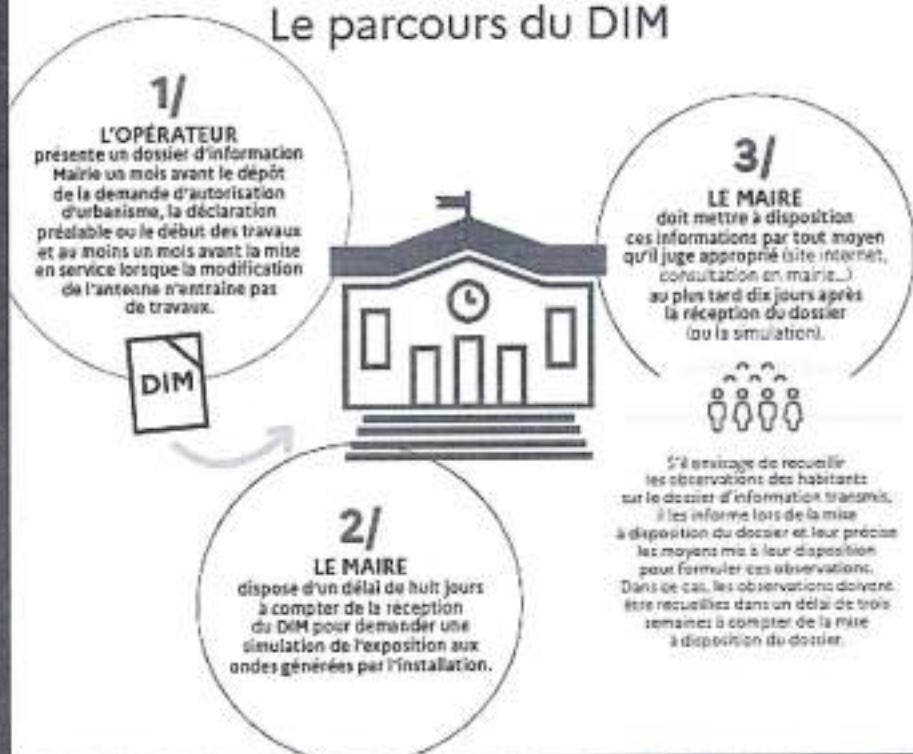 Le parcours du DIM
1/
L'OPÉRATEUR
présente un dossier d'information
Mairie un mois avant le dépôt
de la demande d'autorisation
d'urbanisme, la déclaration
préalable ou le début des travaux
et au moins un mois avant la mise
en service lorsque la modification
de l'antenne n'entraine pas
de travaux.
DIM
2/
LE MAIRE
dispose d'un délai de huit jours
à compter de la réception
du DIM pour demander une
simulation de l'exposition aux
ondes générées par l'installation.
3/
LE MAIRE
doit mettre à disposition
ces informations par tout moyen
qu'il juge approprié (site internet,
consultation en mairie...)
au plus tard dix jours après
la réception du dossier
(ou la simulation).
S'il envisage de recueillir
les observations des habitants
sur le dossier d'information transmis,
il les informe lors de la mise
à disposition du dossier et leur précise
les moyens mis à leur disposition
pour formuler ces observations.
Dans ce cas, les observations doivent
être recueillies dans un délai de trois
semaines à compter de la mise
à disposition du dossier.